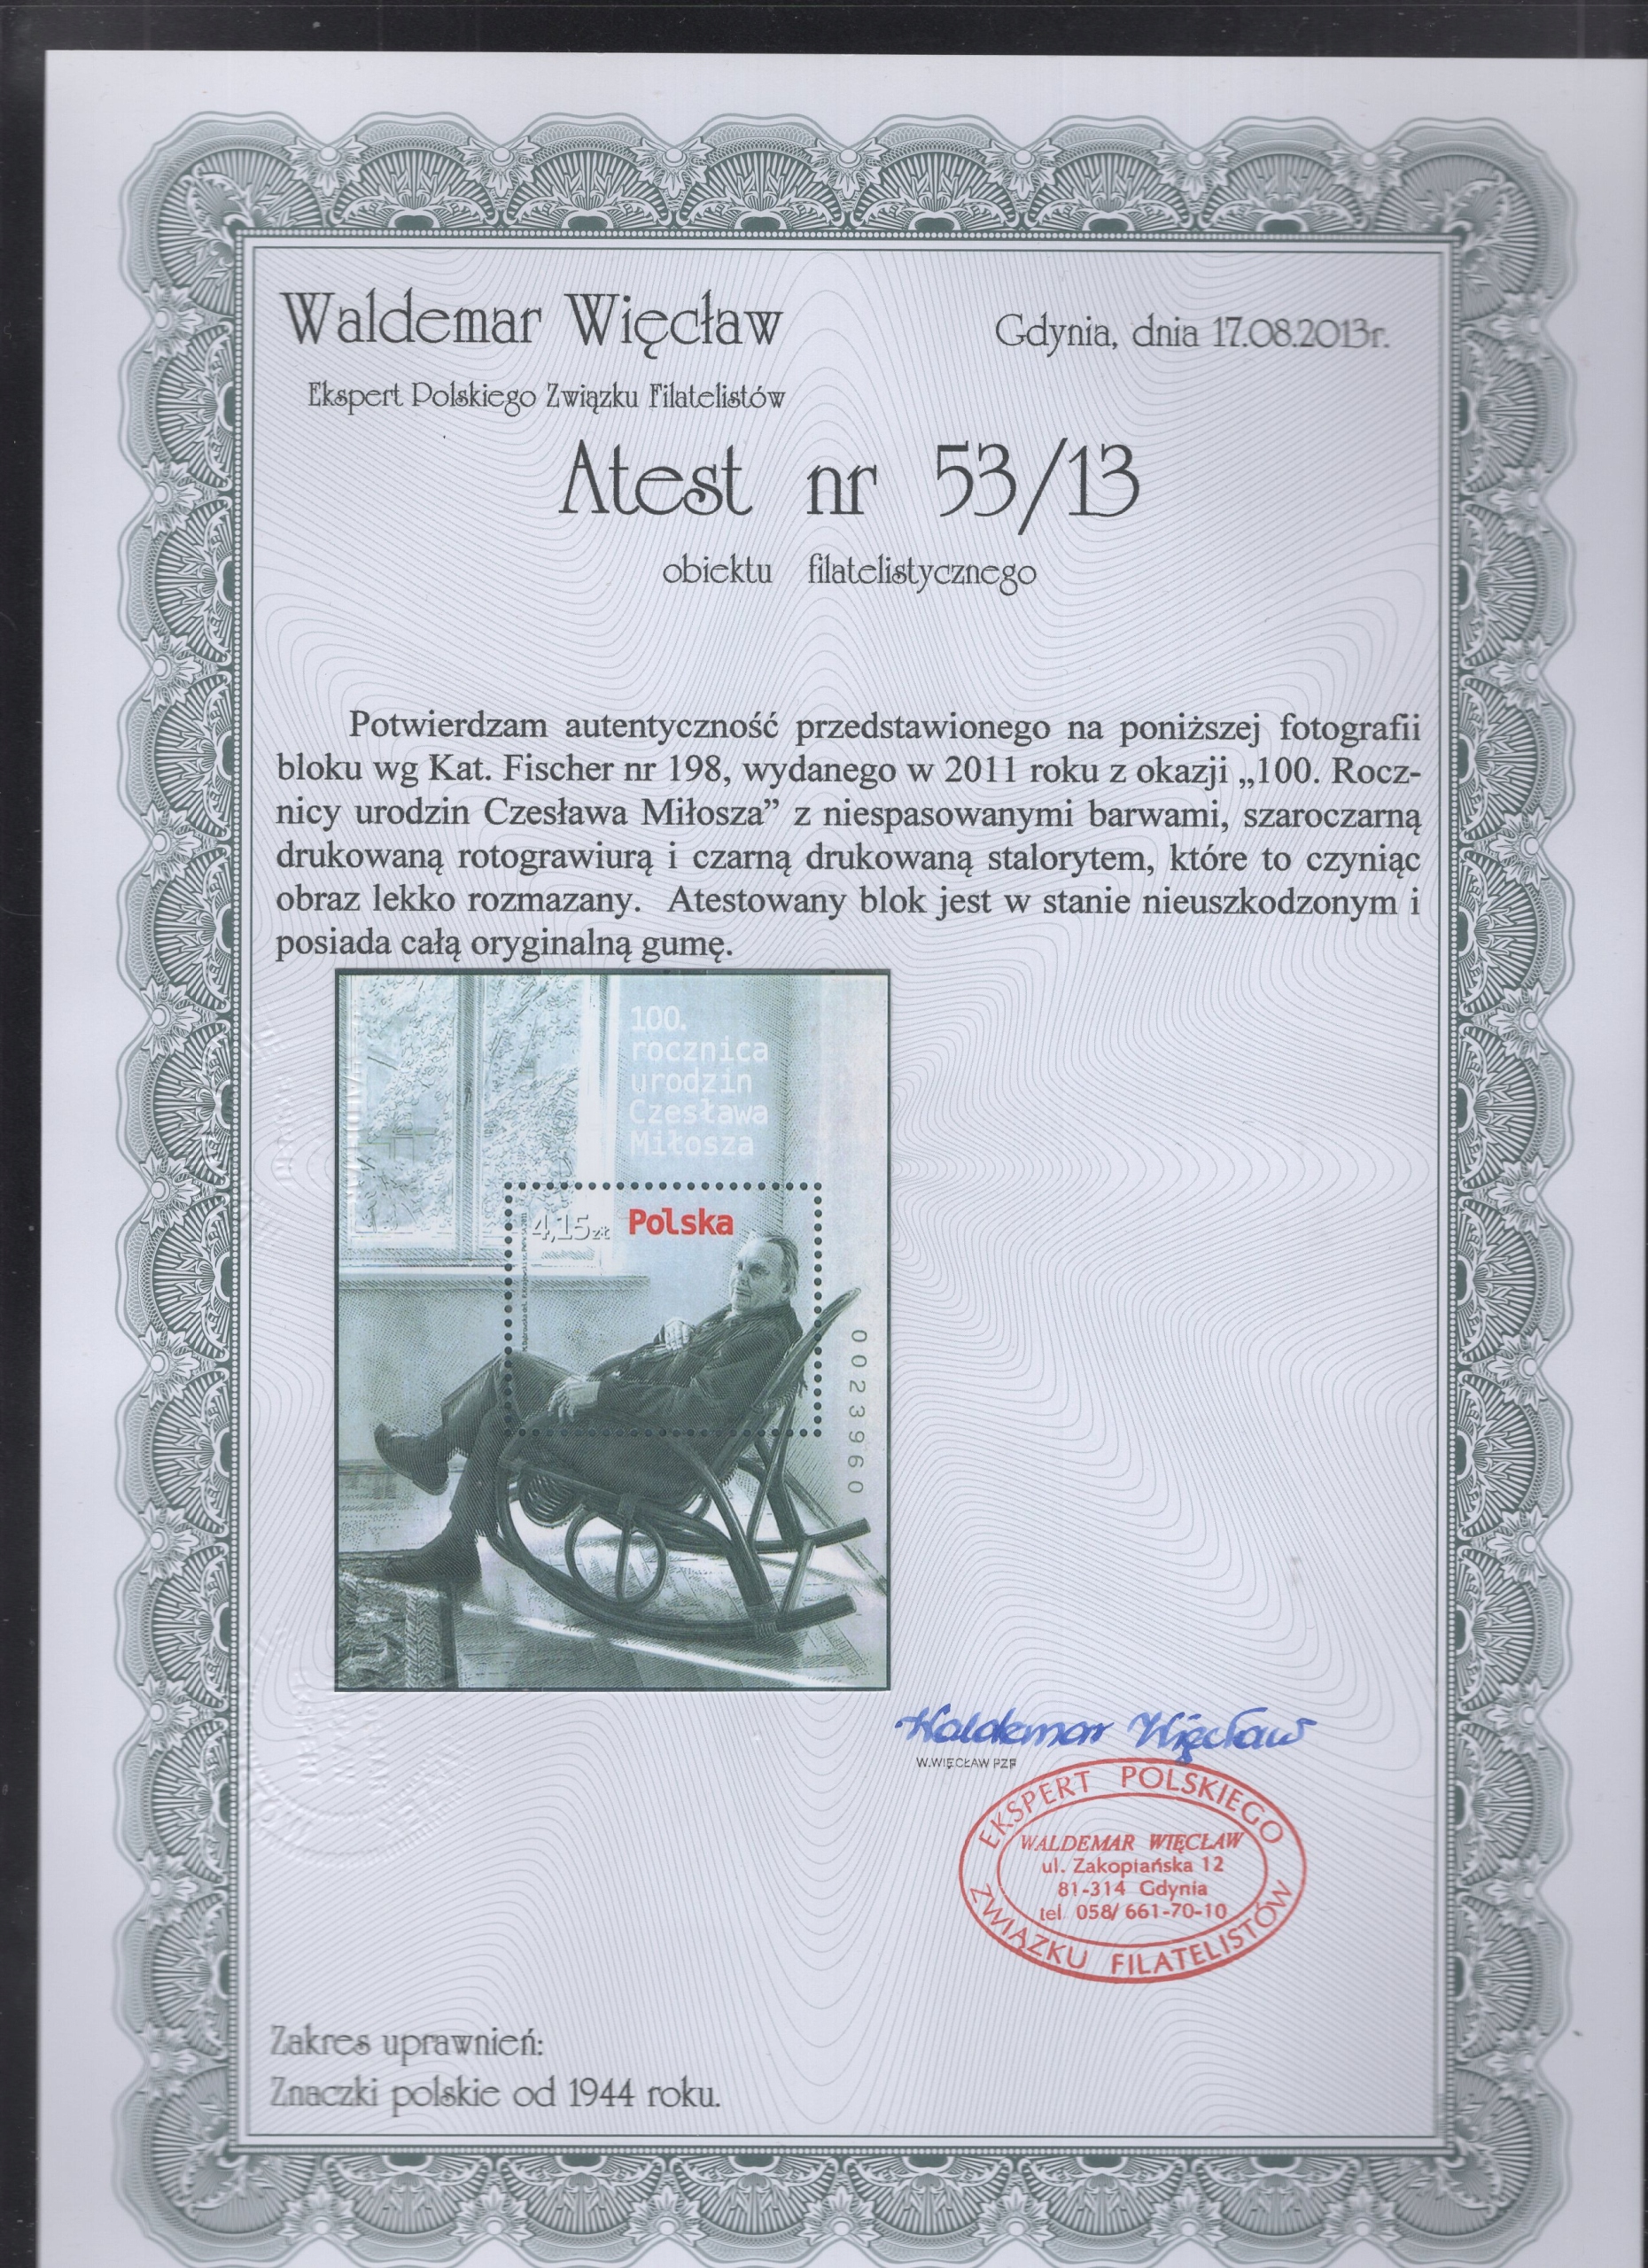 Waldemar Więcław
Gdynia, dnia 17.08.2013r.
Ekspert Polskiego Związku Filatelistów
Atest nr 53/13
obiektu filatelistycznego
Potwierdzam autentyczność przedstawionego na poniższej fotografii
bloku wg Kat. Fischer nr 198, wydanego w 2011 roku z okazji „100. Rocz-
nicy urodzin Czesława Miłosza” z niespasowanymi barwami, szaroczarną
drukowaną rotograwiurą i czarną drukowaną stalorytem, które to czyniąc
obraz lekko rozmazany. Atestowany blok jest w stanie nieuszkodzonym i
posiada całą oryginalną gumę.
100.
rocznica
urodzin
Czesława
Miłosza
4,15zł Polska
0023960
Waldemar Więcław
W.WIĘCŁAW PZF
EKSPERT POLSKIEGO
WALDEMAR WIĘCŁAW
ul. Zakopiańska 12
81-314 Gdynia
tel. 058/ 661-70-10
ZWIĄZKU FILATELISTÓW
Zakres uprawnień:
Znaczki polskie od 1944 roku.